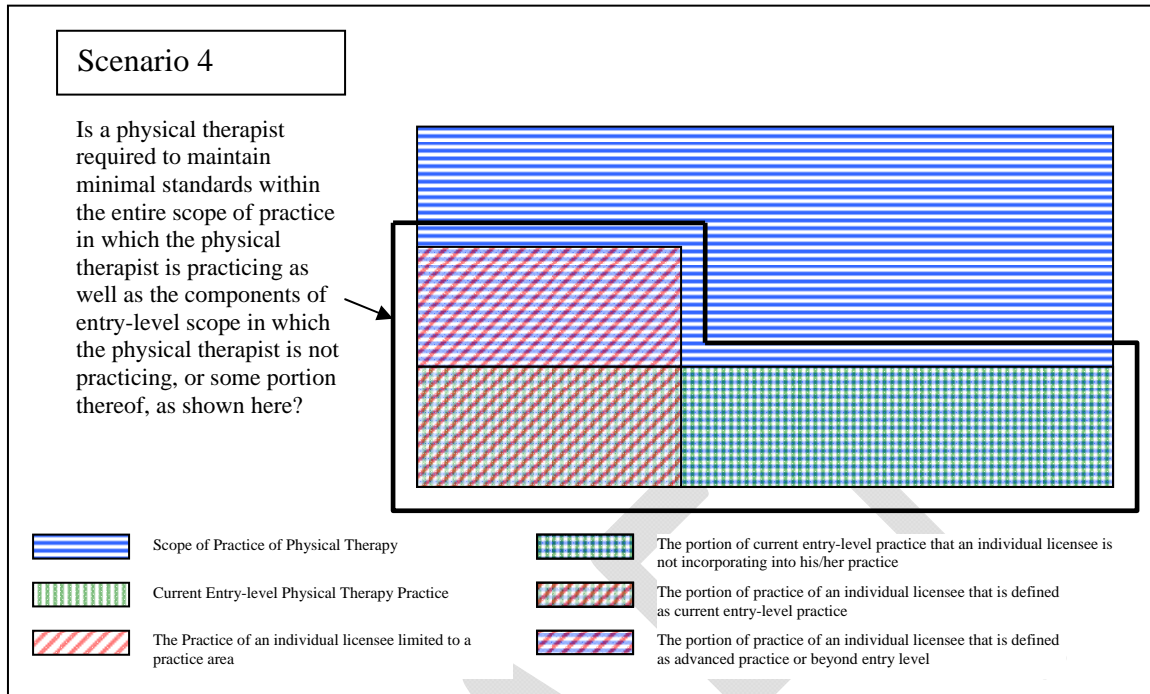 Scenario 4
Is a physical therapist
required to maintain
minimal standards within
the entire scope of practice
in which the physical
therapist is practicing as
well as the components of
entry-level scope in which
the physical therapist is not
practicing, or some portion
thereof, as shown here?
Scope of Practice of Physical Therapy
Current Entry-level Physical Therapy Practice
The Practice of an individual licensee limited to a
practice area
The portion of current entry-level practice that an individual licensee is
not incorporating into his/her practice
The portion of practice of an individual licensee that is defined
as current entry-level practice
The portion of practice of an individual licensee that is defined
as advanced practice or beyond entry level